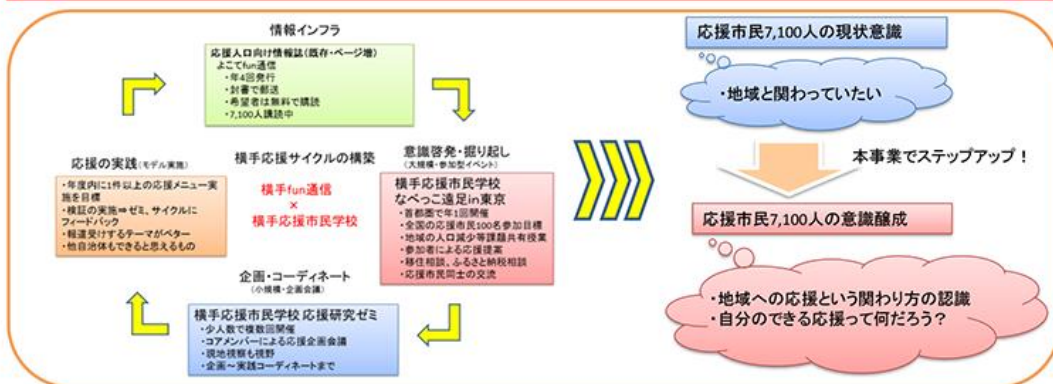 情報インフラ
応援人口向け情報誌(既存・ページ増)
よこてfun通信
・年4回発行
・封書で郵送
・希望者は無料で購読
・7,100人購読中
応援の実践(モデル実施)
・年度内に1件以上の応援メニュー実
施を目標
・検証の実施⇒ゼミ、サイクルに
フィードバック
・報道受けするテーマがベター
・他自治体もできると思えるもの
横手応援サイクルの構築
横手fun通信
×
横手応援市民学校
意識啓発・掘り起し
(大規模・参加型イベント)
横手応援市民学校
なべっこ遠足in東京
・首都圏で年1回開催
・全国の応援市民100名参加目標
・地域の人口減少等課題共有授業
・参加者による応援提案
・移住相談、ふるさと納税相談
・応援市民同士の交流
企画・コーディネート
(小規模・企画会議)
横手応援市民学校 応援研究ゼミ
・少人数で複数回開催
・コアメンバーによる応援企画会議
・現地視察も視野
・企画～実践コーディネートまで
応援市民7,100人の現状意識
・地域と関わっていたい
本事業でステップアップ！
応援市民7,100人の意識醸成
・地域への応援という関わり方の認識
・自分のできる応援って何だろう？